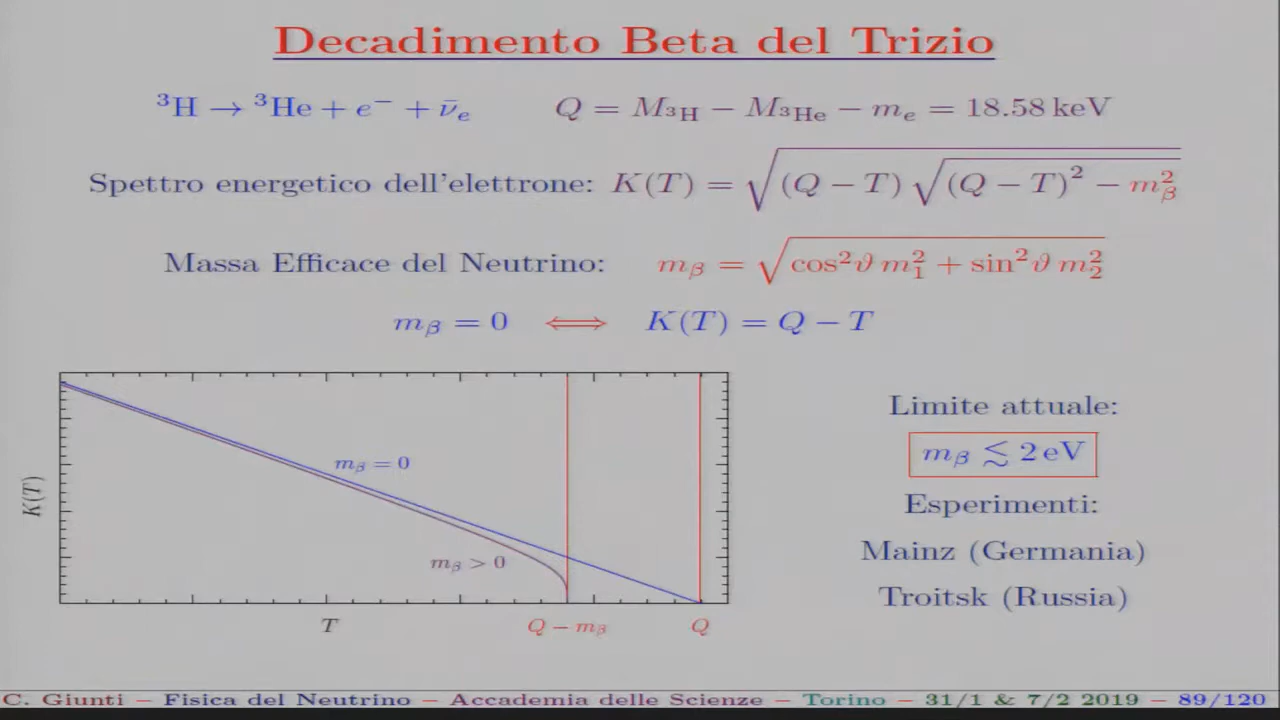 Decadimento Beta del Trizio
³H → ³He + e⁻ + ν̄ₑ    Q = M₃H − M₃He − mₑ = 18.58 keV
Spettro energetico dell'elettrone: K(T) = √((Q − T) √((Q − T)² − m²_β))
Massa Efficace del Neutrino: m_β = √(cos²ϑ m₁² + sin²ϑ m₂²)
m_β = 0 ⟺ K(T) = Q − T
K(T)
m_β = 0
m_β > 0
T
Q − m_β
Q
Limite attuale:
m_β ≲ 2 eV
Esperimenti:
Mainz (Germania)
Troitsk (Russia)
C. Giunti − Fisica del Neutrino − Accademia delle Scienze − Torino − 31/1 & 7/2 2019 − 89/120